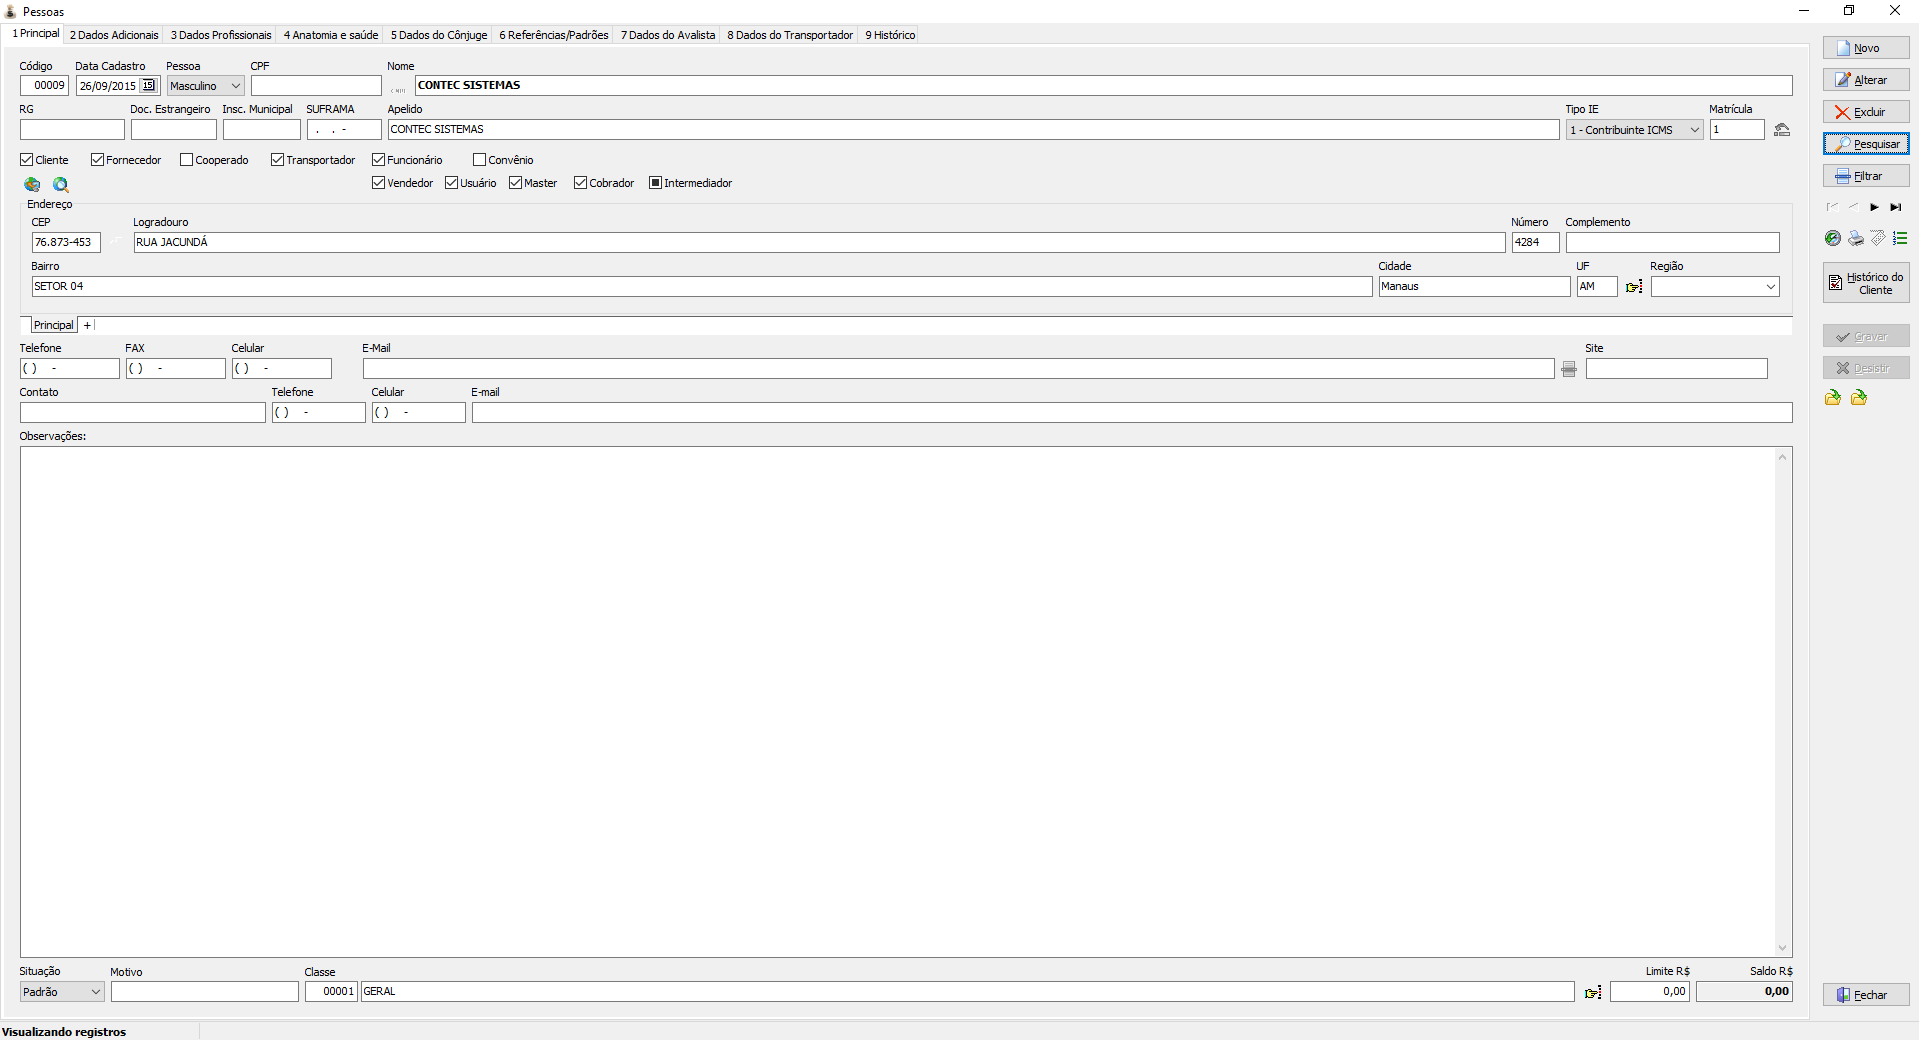 Pessoas
1 Principal 2 Dados Adicionais 3 Dados Profissionais 4 Anatomia e saúde 5 Dados do Cônjuge 6 Referências/Padrões 7 Dados do Avalista 8 Dados do Transportador 9 Histórico
Código Data Cadastro Pessoa CPF Nome
00009 26/09/2015 15 Masculino CONTEC SISTEMAS
RG Doc. Estrangeiro Insc. Municipal SUFRAMA Apelido Tipo IE Matrícula
. . - CONTEC SISTEMAS 1 - Contribuinte ICMS 1
Cliente Fornecedor Cooperado Transportador Funcionário Convênio
Vendedor Usuário Master Cobrador Intermediador
Endereço
CEP Logradouro Número Complemento
76.873-453 RUA JACUNDÁ 4284
Bairro Cidade UF Região
SETOR 04 Manaus AM
Principal +
Telefone FAX Celular E-Mail Site
( ) - ( ) - ( ) -
Contato Telefone Celular E-mail
( ) - ( ) -
Observações:
Situação Motivo Classe Limite R$ Saldo R$
Padrão 00001 GERAL 0,00 0,00
Visualizando registros
Novo
Alterar
Excluir
Pesquisar
Filtrar
Histórico do
Cliente
Gravar
Desistir
Fechar